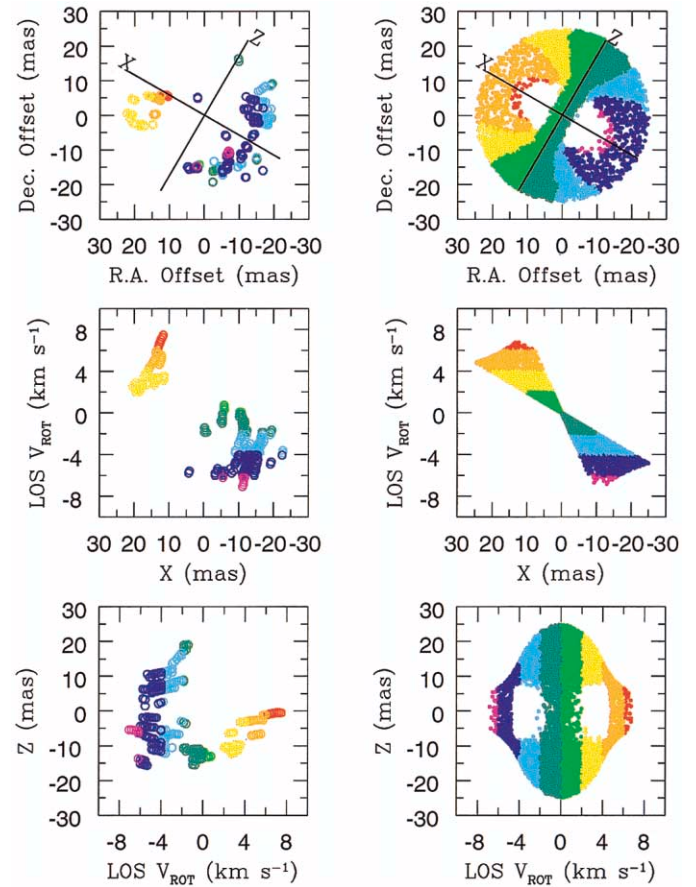 30
20
10
0
-10
-20
-30
Dec. Offset (mas)
X
Z
30 20 10 0 -10 -20 -30
R.A. Offset (mas)
30
20
10
0
-10
-20
-30
Dec. Offset (mas)
X
Z
30 20 10 0 -10 -20 -30
R.A. Offset (mas)
8
4
0
-4
-8
LOS V_ROT (km s⁻¹)
30 20 10 0 -10 -20 -30
X (mas)
8
4
0
-4
-8
LOS V_ROT (km s⁻¹)
30 20 10 0 -10 -20 -30
X (mas)
30
20
10
0
-10
-20
-30
Z (mas)
-8 -4 0 4 8
LOS V_ROT (km s⁻¹)
30
20
10
0
-10
-20
-30
Z (mas)
-8 -4 0 4 8
LOS V_ROT (km s⁻¹)